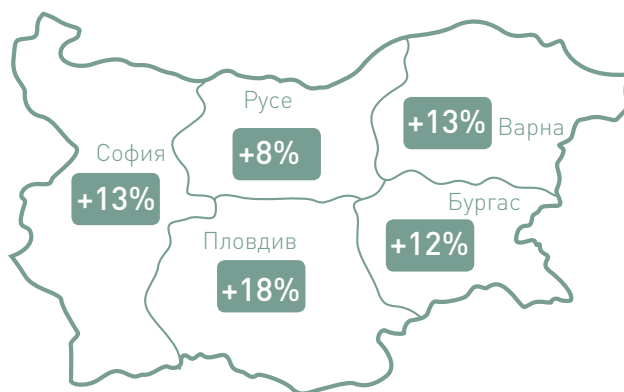 Русе
+8%
+13% Варна
София
+13%
Бургас
+12%
Пловдив
+18%